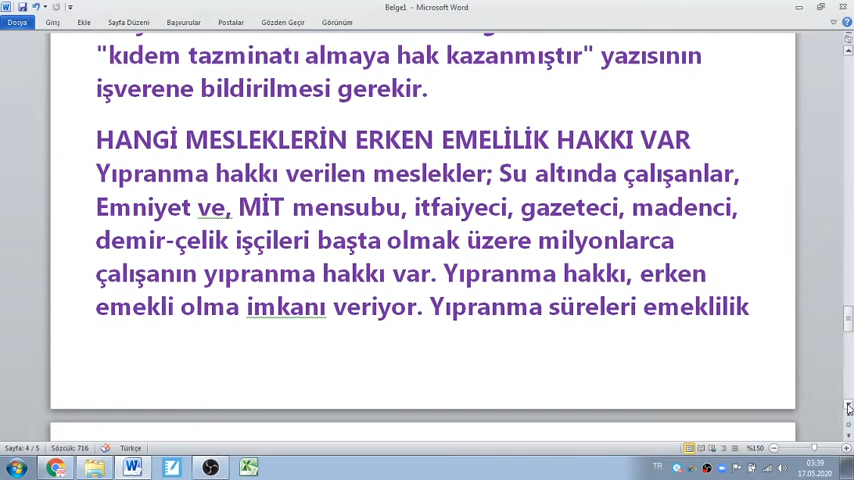 Belge1 - Microsoft Word
Dosya Giriş Ekle Sayfa Düzeni Başvurular Postalar Gözden Geçir Görünüm
"kıdem tazminatı almaya hak kazanmıştır" yazısının
işverene bildirilmesi gerekir.
HANGİ MESLEKLERİN ERKEN EMELİLİK HAKKI VAR
Yıpranma hakkı verilen meslekler; Su altında çalışanlar,
Emniyet ve, MİT mensubu, itfaiyeci, gazeteci, madenci,
demir-çelik işçileri başta olmak üzere milyonlarca
çalışanın yıpranma hakkı var. Yıpranma hakkı, erken
emekli olma imkanı veriyor. Yıpranma süreleri emeklilik
Sayfa: 4 / 5 Sözcük: 716 Türkçe %150
TR 03:39
17.05.2020